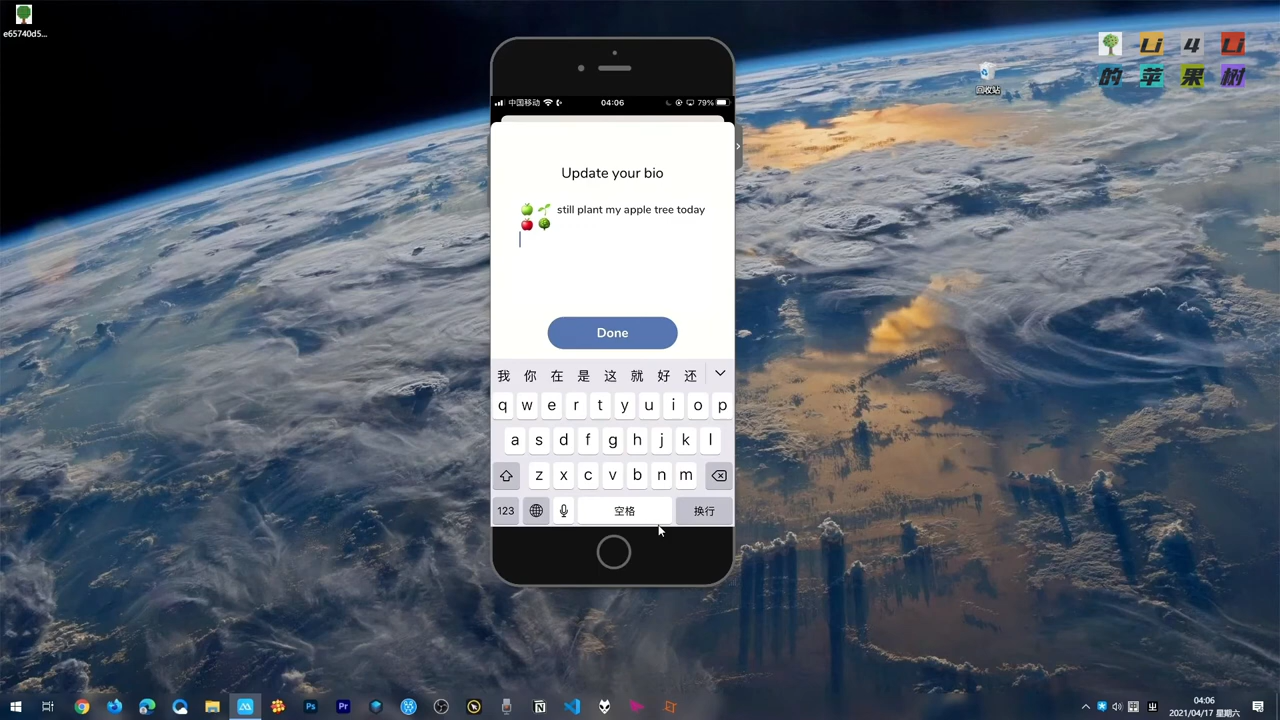 e65740d5...
Li 4 Li
的苹果树
回收站
中国移动 04:06 79%
Update your bio
🍏 🌱 still plant my apple tree today
🍎 🌳
Done
我 你 在 是 这 就 好 还
q w e r t y u i o p
a s d f g h j k l
z x c v b n m
123 空格 换行
Ps Pr
04:06
2021/04/17 星期六